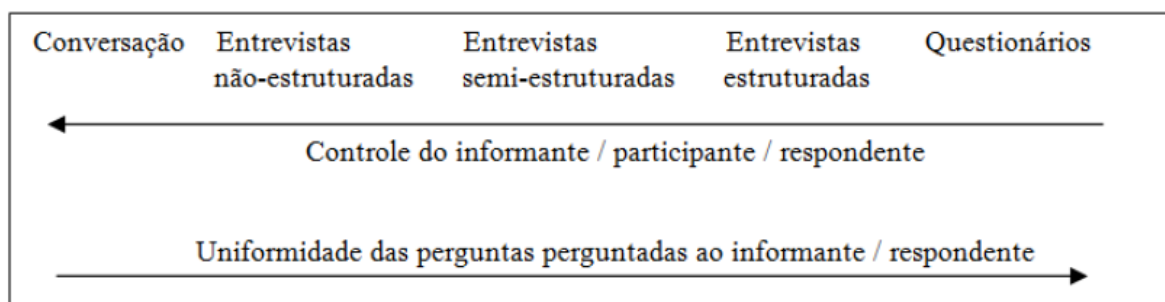 Conversação Entrevistas Entrevistas Entrevistas Questionários
não-estruturadas semi-estruturadas estruturadas
Controle do informante / participante / respondente
Uniformidade das perguntas perguntadas ao informante / respondente